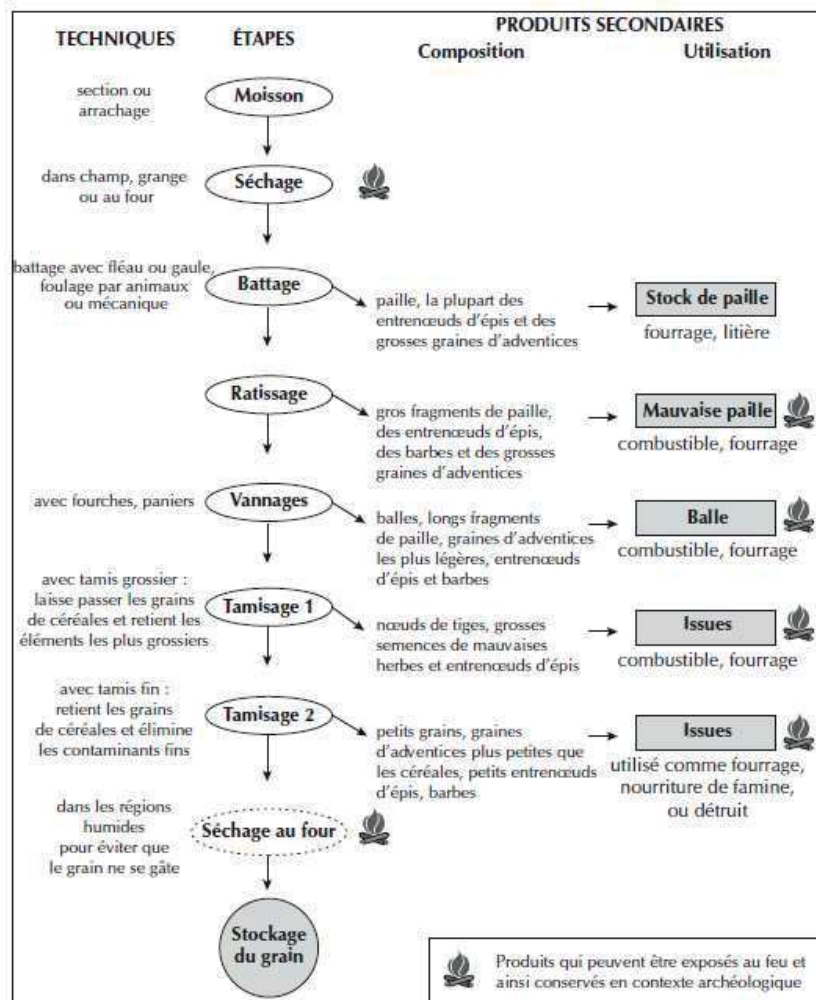 PRODUITS SECONDAIRES
TECHNIQUES
ÉTAPES
Composition
Utilisation
section ou
arrachage
Moisson
dans champ, grange
ou au four
Séchage
battage avec fléau ou gaule,
foulage par animaux
ou mécanique
Battage
paille, la plupart des
entrenœuds d'épis et des
grosses graines d'adventices
Stock de paille
fourrage, litière
Ratissage
gros fragments de paille,
des entrenœuds d'épis,
des barbes et des grosses
graines d'adventices
Mauvaise paille
combustible, fourrage
avec fourches, paniers
Vannages
balles, longs fragments
de paille, graines d'adventices
les plus légères, entrenœuds
d'épis et barbes
Balle
combustible, fourrage
avec tamis grossier :
laisse passer les grains
de céréales et retient les
éléments les plus grossiers
Tamisage 1
nœuds de tiges, grosses
semences de mauvaises
herbes et entrenœuds d'épis
Issues
combustible, fourrage
avec tamis fin :
retient les grains
de céréales et élimine
les contaminants fins
Tamisage 2
petits grains, graines
d'adventices plus petites que
les céréales, petits entrenœuds
d'épis, barbes
Issues
utilisé comme fourrage,
nourriture de famine,
ou détruit
dans les régions
humides
pour éviter que
le grain ne se gâte
Séchage au four
Stockage
du grain
Produits qui peuvent être exposés au feu et
ainsi conservés en contexte archéologique